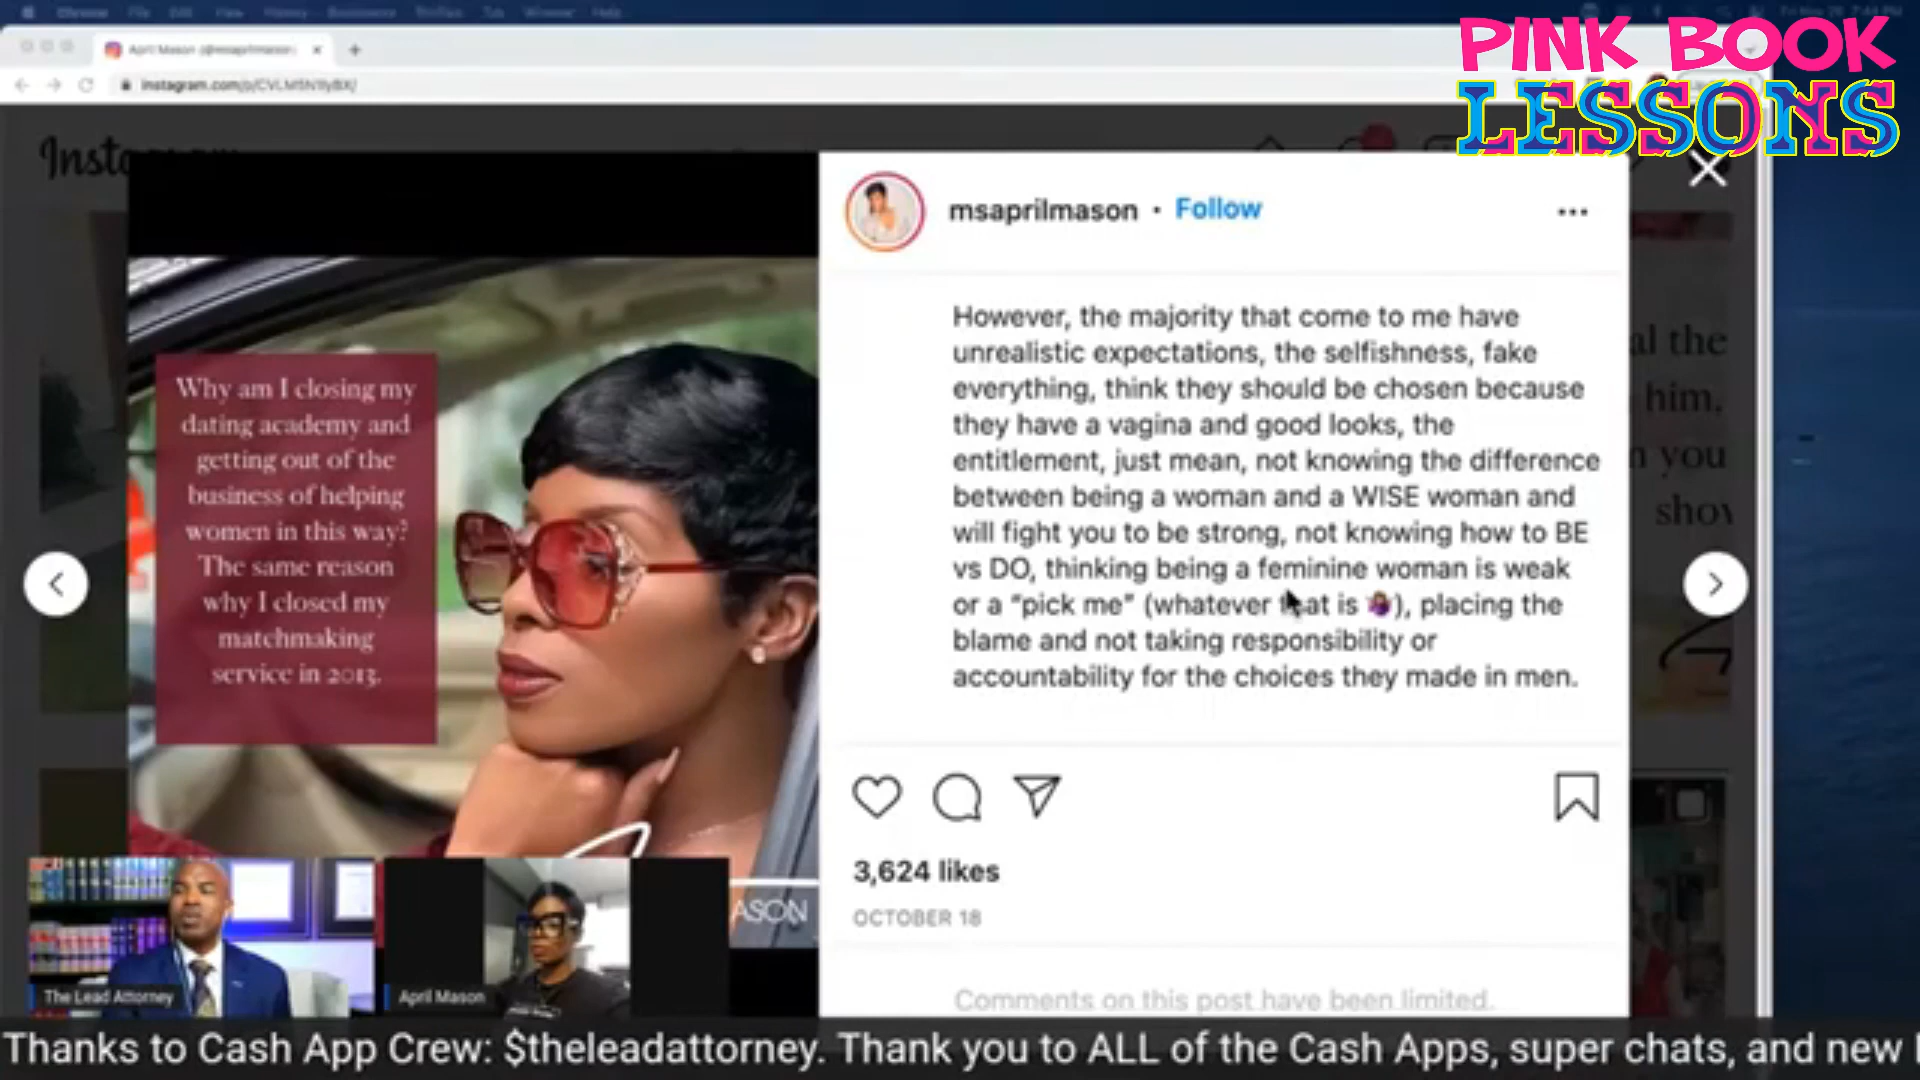 PINK BOOK
LESSONS
instagram.com/p/
msaprilmason • Follow
Why am I closing my
dating academy and
getting out of the
business of helping
women in this way?
The same reason
why I closed my
matchmaking
service in 2013.
However, the majority that come to me have
unrealistic expectations, the selfishness, fake
everything, think they should be chosen because
they have a vagina and good looks, the
entitlement, just mean, not knowing the difference
between being a woman and a WISE woman and
will fight you to be strong, not knowing how to BE
vs DO, thinking being a feminine woman is weak
or a "pick me" (whatever that is 🤷🏾‍♀️), placing the
blame and not taking responsibility or
accountability for the choices they made in men.
al the
him,
you
3,624 likes
OCTOBER 18
Comments on this post have been limited.
ASON
The Lead Attorney
April Mason
Thanks to Cash App Crew: $theleadattorney. Thank you to ALL of the Cash Apps, super chats, and new